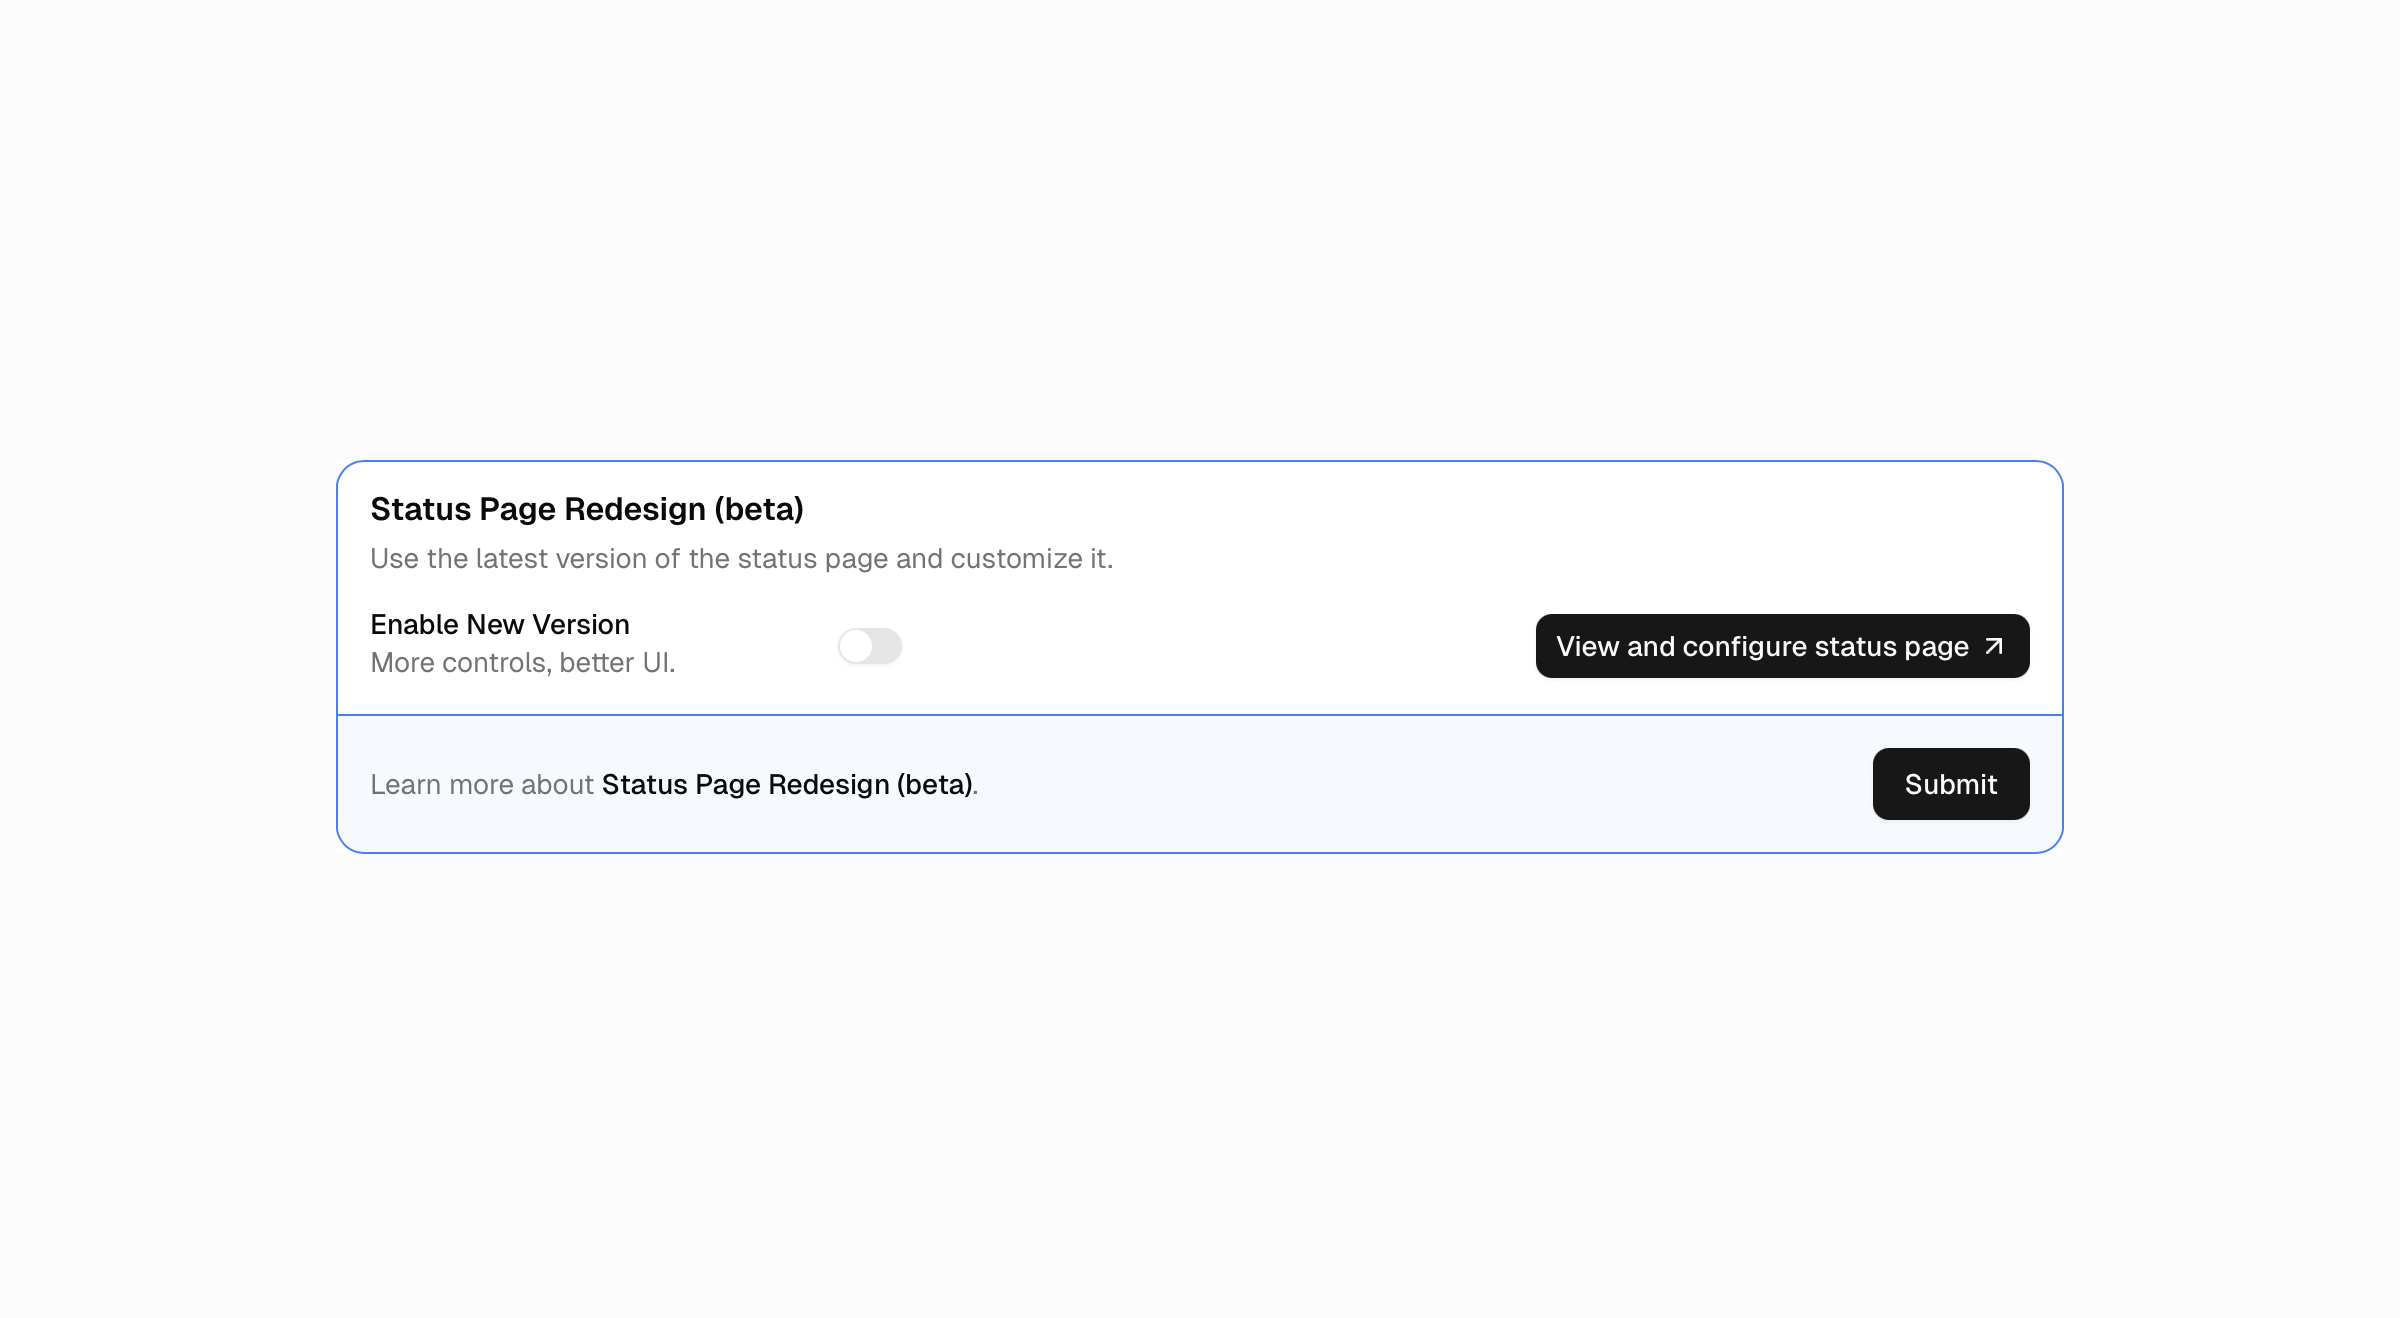 Status Page Redesign (beta)
Use the latest version of the status page and customize it.
Enable New Version
More controls, better UI.
View and configure status page
Learn more about Status Page Redesign (beta).
Submit